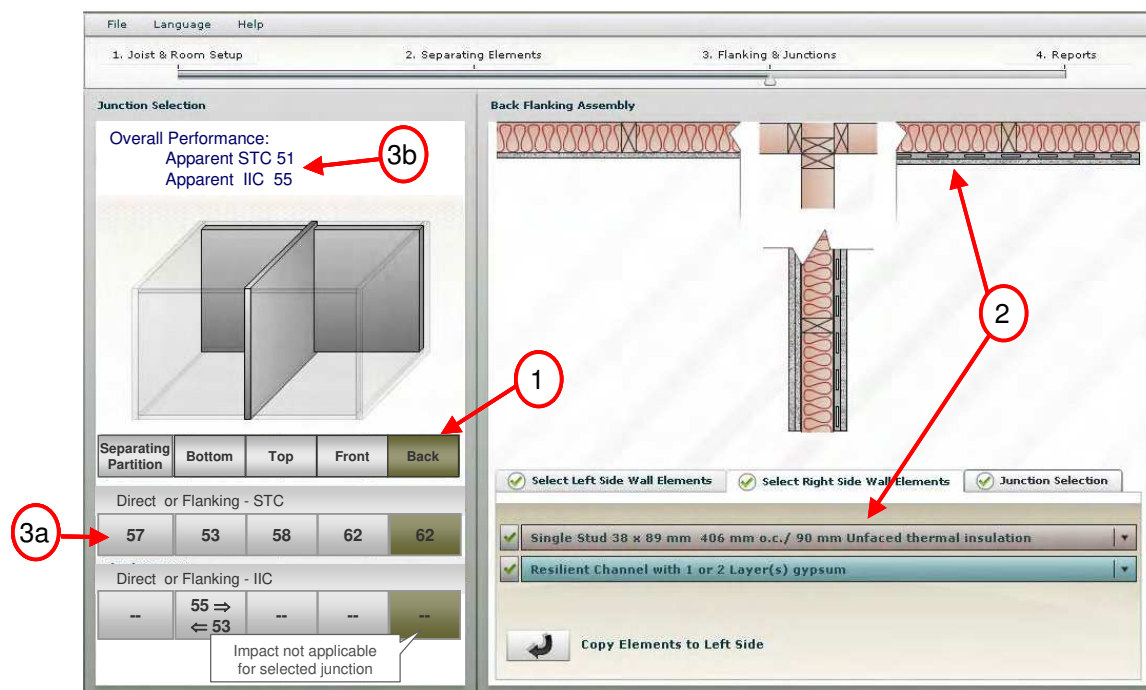 File Language Help
1. Joist & Room Setup 2. Separating Elements 3. Flanking & Junctions 4. Reports
Junction Selection
Overall Performance:
Apparent STC 51
Apparent IIC 55
3b
1
Separating Partition Bottom Top Front Back
Direct or Flanking - STC
3a
57 53 58 62 62
Direct or Flanking - IIC
-- 55 ⇒ -- -- --
⇐ 53
Impact not applicable
for selected junction
Back Flanking Assembly
2
Select Left Side Wall Elements Select Right Side Wall Elements Junction Selection
Single Stud 38 x 89 mm 406 mm o.c./ 90 mm Unfaced thermal insulation
Resilient Channel with 1 or 2 Layer(s) gypsum
Copy Elements to Left Side